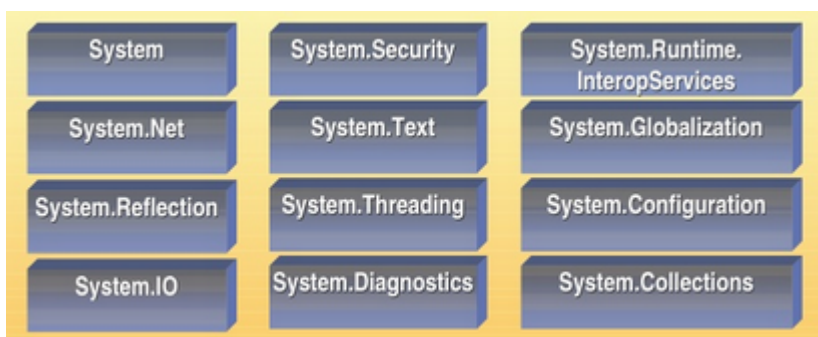 System
System.Security
System.Runtime.
InteropServices
System.Net
System.Text
System.Globalization
System.Reflection
System.Threading
System.Configuration
System.IO
System.Diagnostics
System.Collections